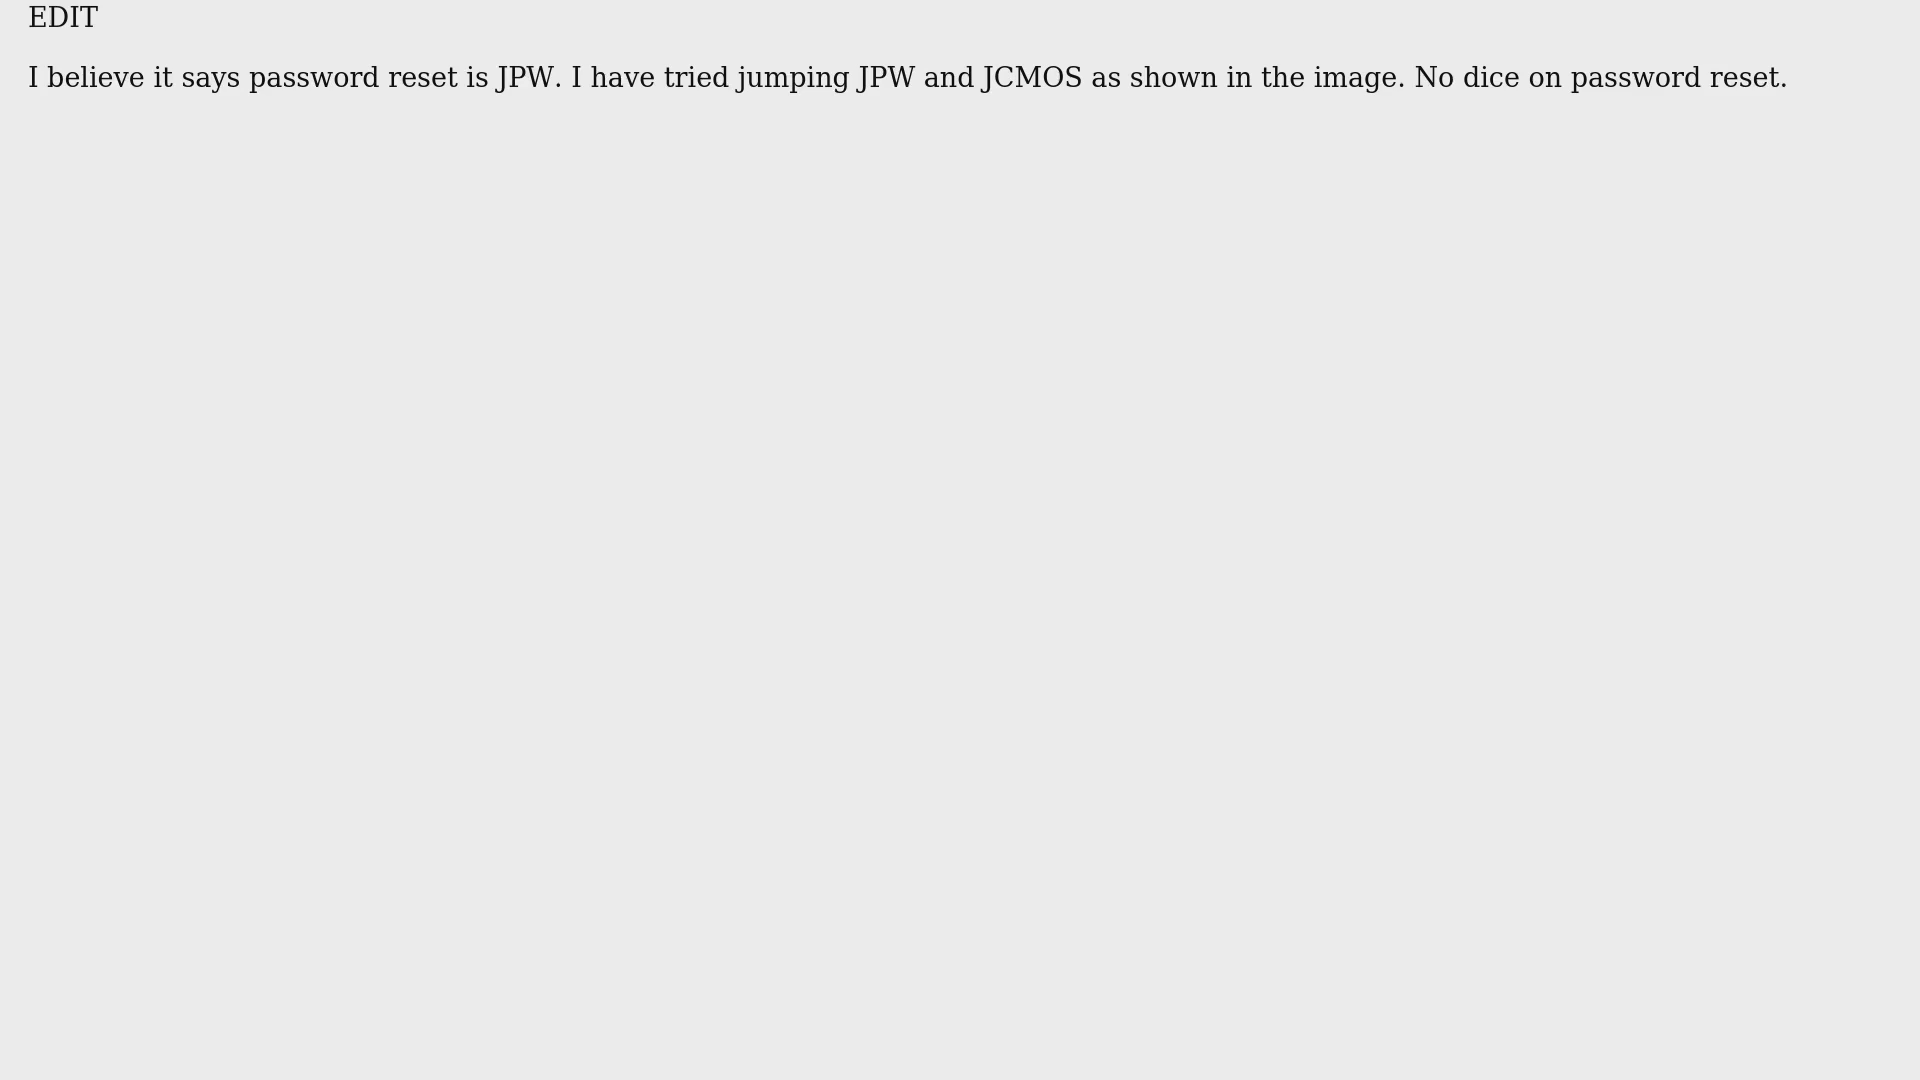 EDIT
I believe it says password reset is JPW. I have tried jumping JPW and JCMOS as shown in the image. No dice on password reset.